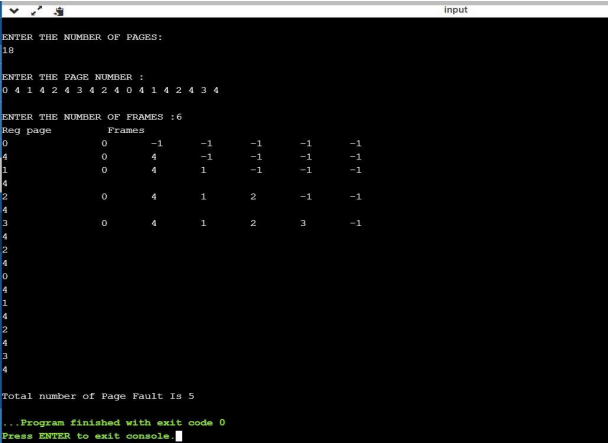 input
ENTER THE NUMBER OF PAGES:
18
ENTER THE PAGE NUMBER :
0 4 1 4 2 4 3 4 2 4 0 4 1 4 2 4 3 4
ENTER THE NUMBER OF FRAMES :6
Reg page Frames
0 0 -1 -1 -1 -1 -1
4 0 4 -1 -1 -1 -1
1 0 4 1 -1 -1 -1
4
2 0 4 1 2 -1 -1
4
3 0 4 1 2 3 -1
4
2
4
0
4
1
4
2
4
3
4
Total number of Page Fault Is 5
...Program finished with exit code 0
Press ENTER to exit console.